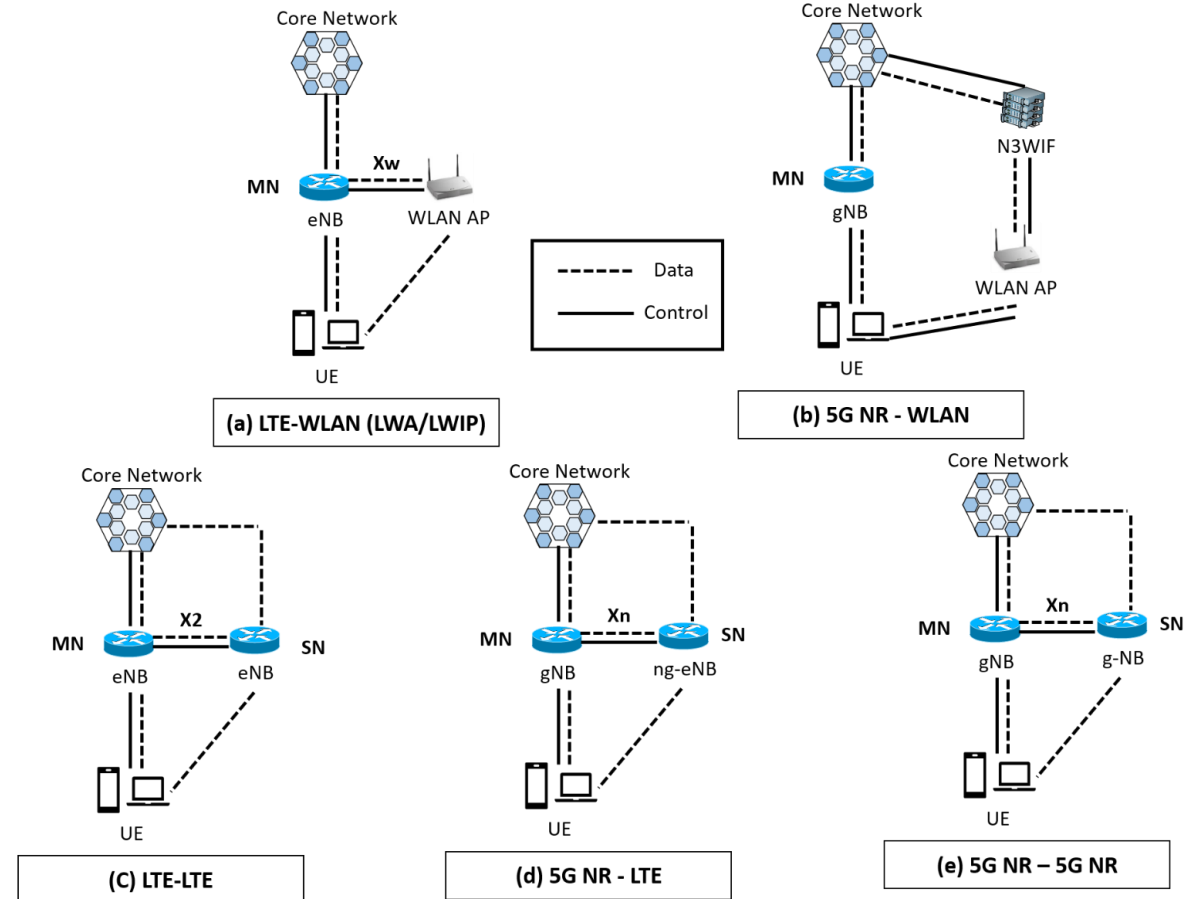 Core Network
Xw
MN
eNB
WLAN AP
UE
(a) LTE-WLAN (LWA/LWIP)
Data
Control
Core Network
N3WIF
MN
gNB
WLAN AP
UE
(b) 5G NR - WLAN
Core Network
X2
MN
SN
eNB
eNB
UE
(C) LTE-LTE
Core Network
Xn
MN
SN
gNB
ng-eNB
UE
(d) 5G NR - LTE
Core Network
Xn
MN
SN
gNB
g-NB
UE
(e) 5G NR – 5G NR